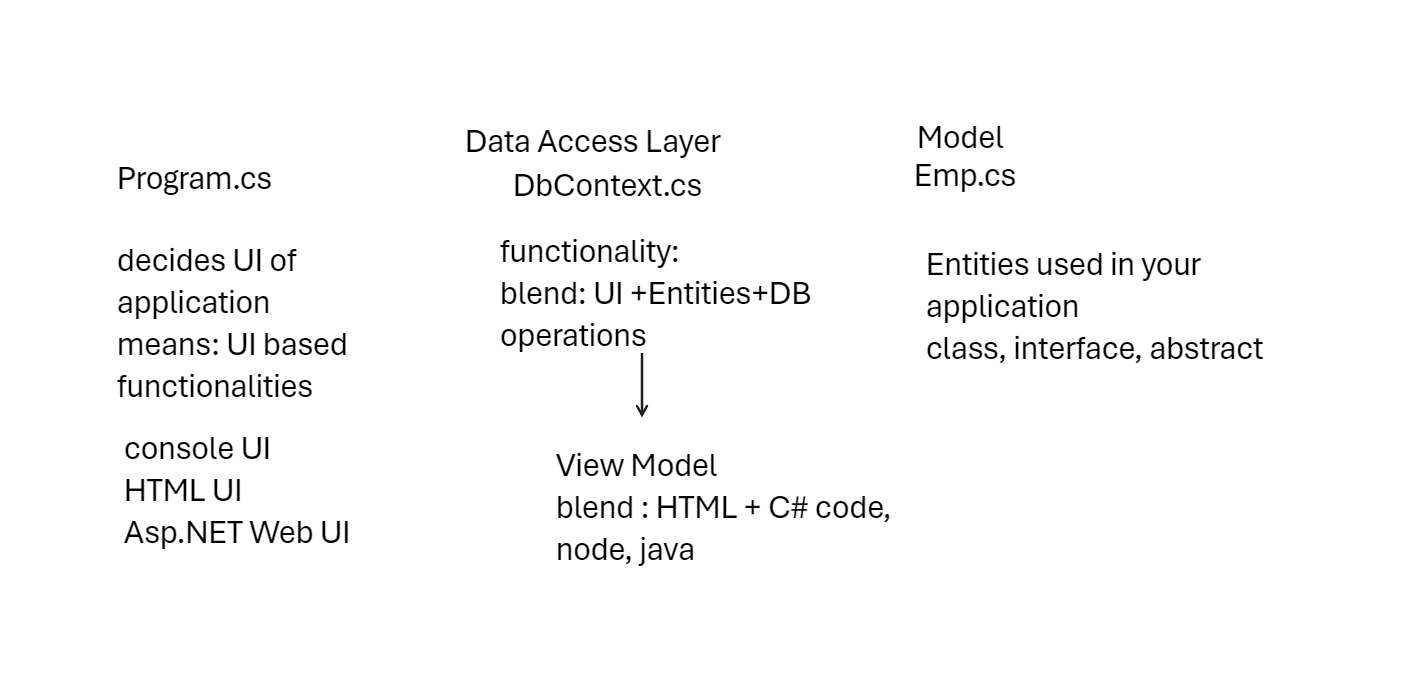 Program.cs
decides UI of
application
means: UI based
functionalities
console UI
HTML UI
Asp.NET Web UI
Data Access Layer
DbContext.cs
functionality:
blend: UI +Entities+DB
operations
View Model
blend : HTML + C# code,
node, java
Model
Emp.cs
Entities used in your
application
class, interface, abstract